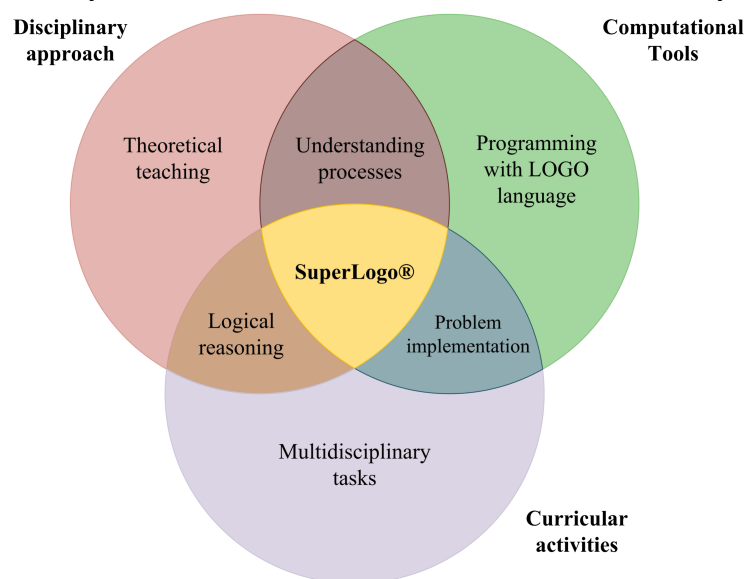 Disciplinary
approach
Computational
Tools
Theoretical
teaching
Understanding
processes
Programming
with LOGO
language
SuperLogo®
Logical
reasoning
Problem
implementation
Multidisciplinary
tasks
Curricular
activities